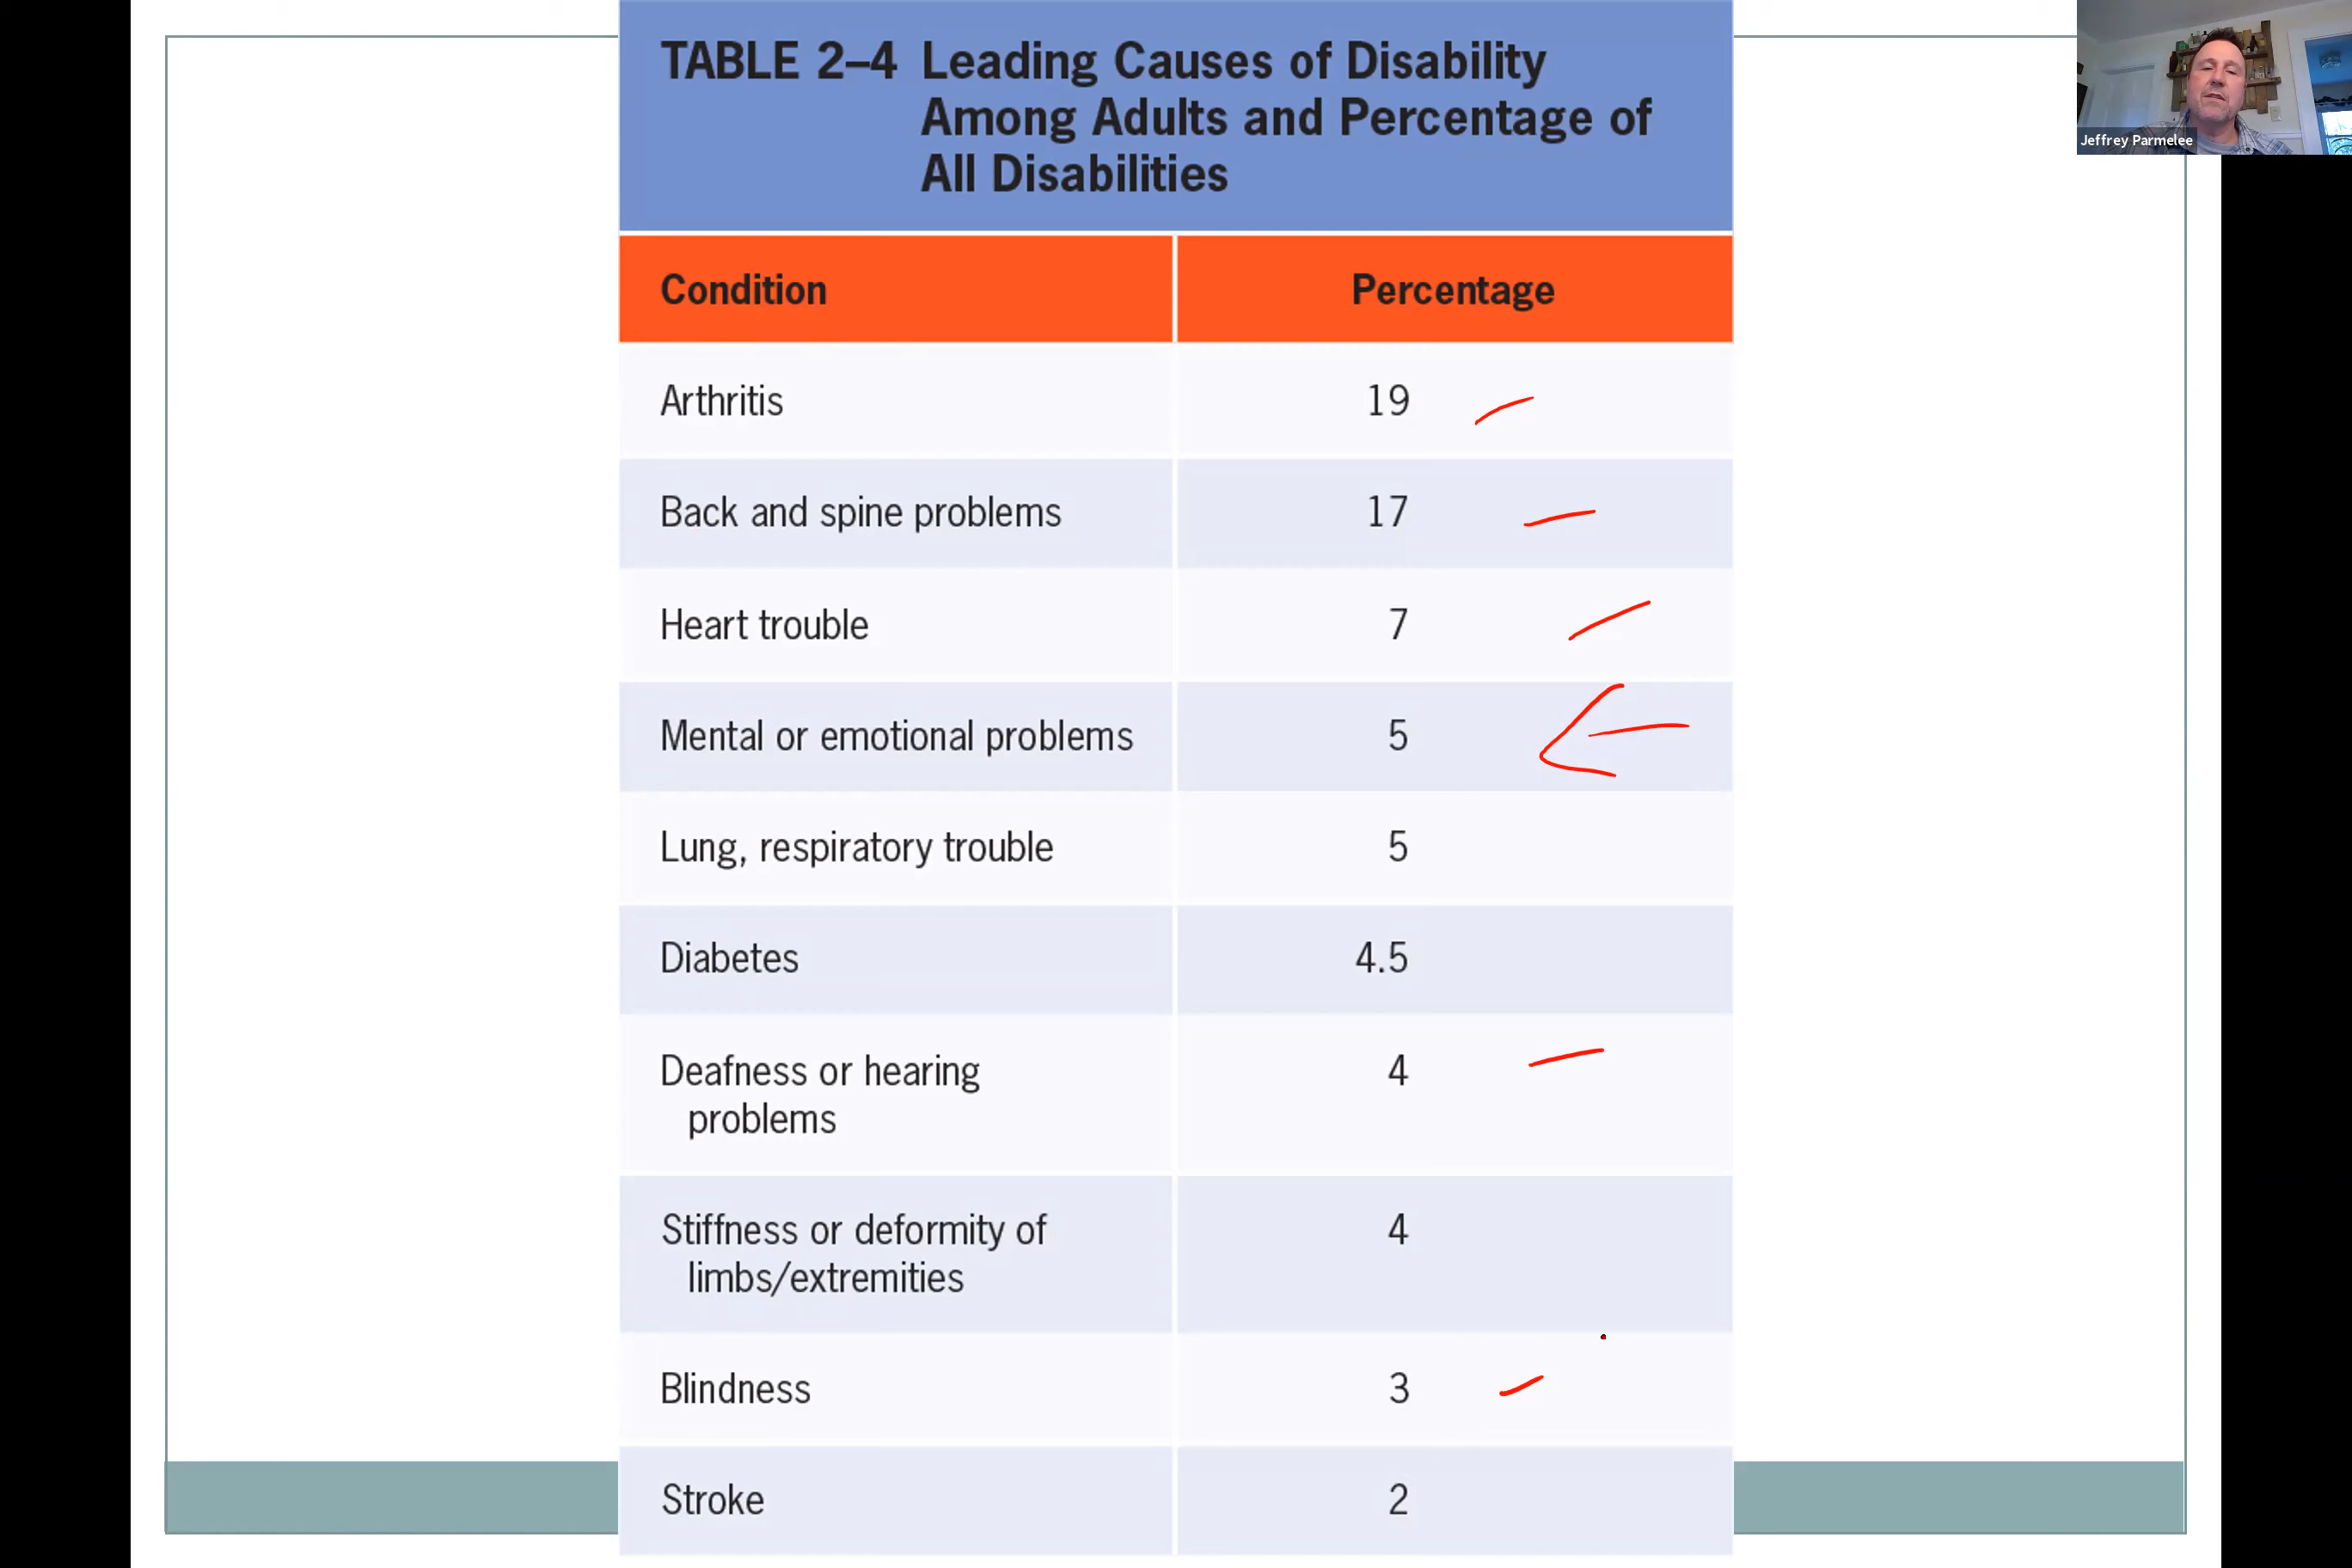 TABLE 2–4 Leading Causes of Disability
Among Adults and Percentage of
All Disabilities
Condition Percentage
Arthritis 19
Back and spine problems 17
Heart trouble 7
Mental or emotional problems 5
Lung, respiratory trouble 5
Diabetes 4.5
Deafness or hearing 4
problems
Stiffness or deformity of 4
limbs/extremities
Blindness 3
Stroke 2
Jeffrey Parmelee